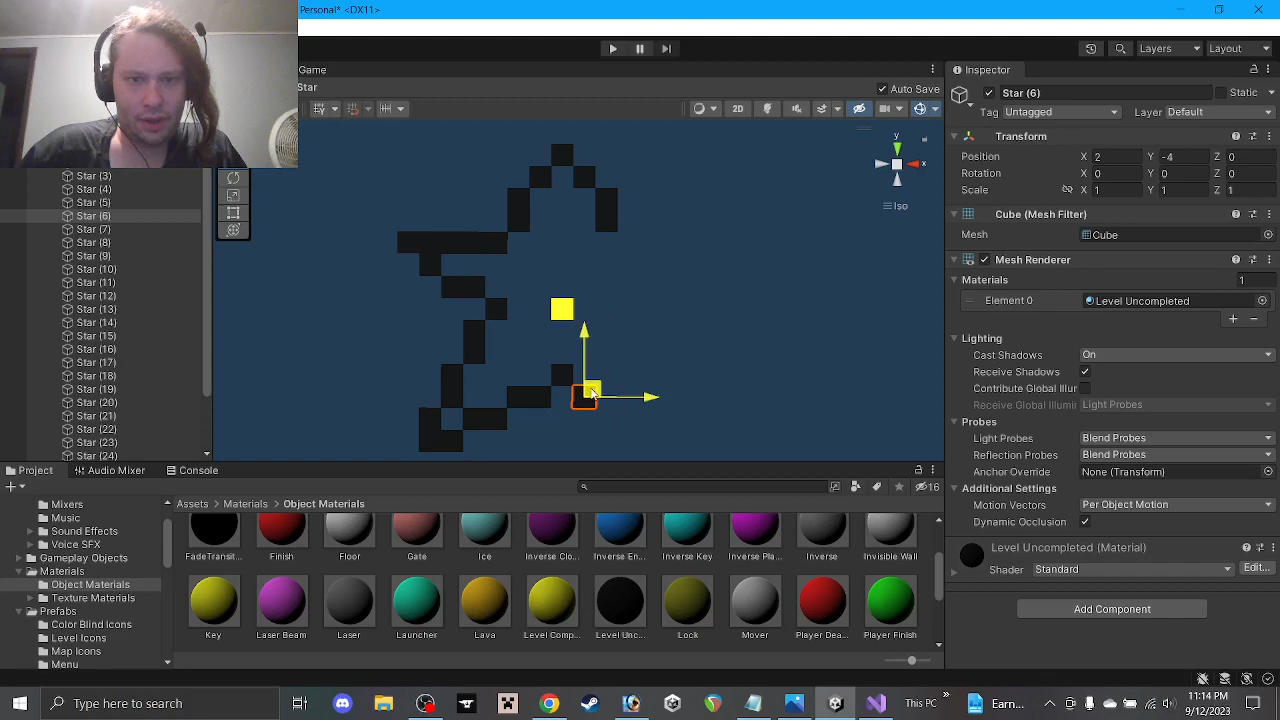 Personal* <DX11>
Game
Star
Auto Save
2D
y
x
Iso
Layers
Layout
Inspector
Star (6)
Static
Tag Untagged Layer Default
Transform
Position X 2 Y -4 Z 0
Rotation X 0 Y 0 Z 0
Scale X 1 Y 1 Z 1
Cube (Mesh Filter)
Mesh Cube
Mesh Renderer
Materials 1
Element 0 Level Uncompleted
Lighting
Cast Shadows On
Receive Shadows
Contribute Global Illur
Receive Global Illumir Light Probes
Probes
Light Probes Blend Probes
Reflection Probes Blend Probes
Anchor Override None (Transform)
Additional Settings
Motion Vectors Per Object Motion
Dynamic Occlusion
Level Uncompleted (Material)
Shader Standard Edit...
Add Component
Star (3)
Star (4)
Star (5)
Star (6)
Star (7)
Star (8)
Star (9)
Star (10)
Star (11)
Star (12)
Star (13)
Star (14)
Star (15)
Star (16)
Star (17)
Star (18)
Star (19)
Star (20)
Star (21)
Star (22)
Star (23)
Star (24)
Project Audio Mixer Console
16
Mixers
Music
Sound Effects
Voice SFX
Gameplay Objects
Materials
Object Materials
Texture Materials
Prefabs
Color Blind Icons
Level Icons
Map Icons
Menu
Assets > Materials > Object Materials
FadeTransit... Finish Floor Gate Ice Inverse Clo... Inverse En... Inverse Key Inverse Pla... Inverse Invisible Wall
Key Laser Beam Laser Launcher Lava Level Comp... Level Unc... Lock Mover Player Dea... Player Finish
Type here to search
This PC
Earn...
11:14 PM
9/12/2023